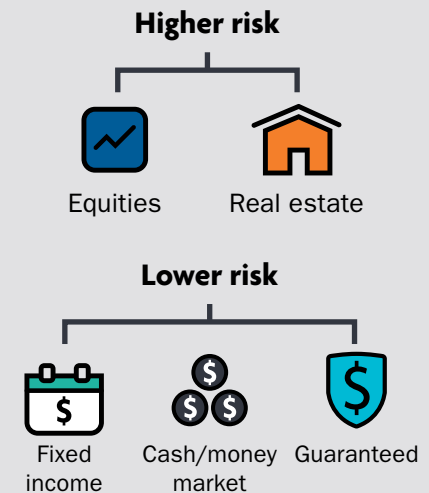 Higher risk
Equities
Real estate
Lower risk
$
$
$ $
$
Fixed
income
Cash/money
market
Guaranteed